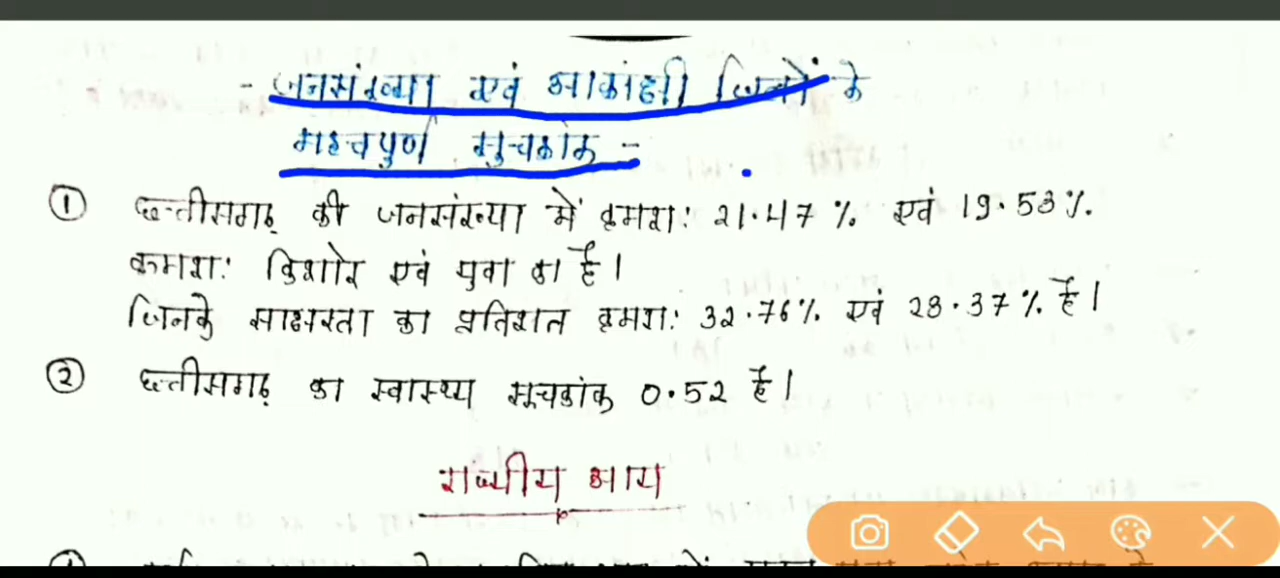 - जनसंख्या एवं आकांक्षी जिलों के
महत्वपुर्ण सुचकांक -
① छत्तीसगढ़ की जनसंख्या में क्रमश: 21.47 % एवं 19.53 %.
क्रमश: किशोर एवं युवा का है।
जिनके साक्षरता का प्रतिशत क्रमश: 32.76 % एवं 28.37 % है।
② छत्तीसगढ़ का स्वास्थ्य सूचकांक 0.52 है।
राज्यीय आय